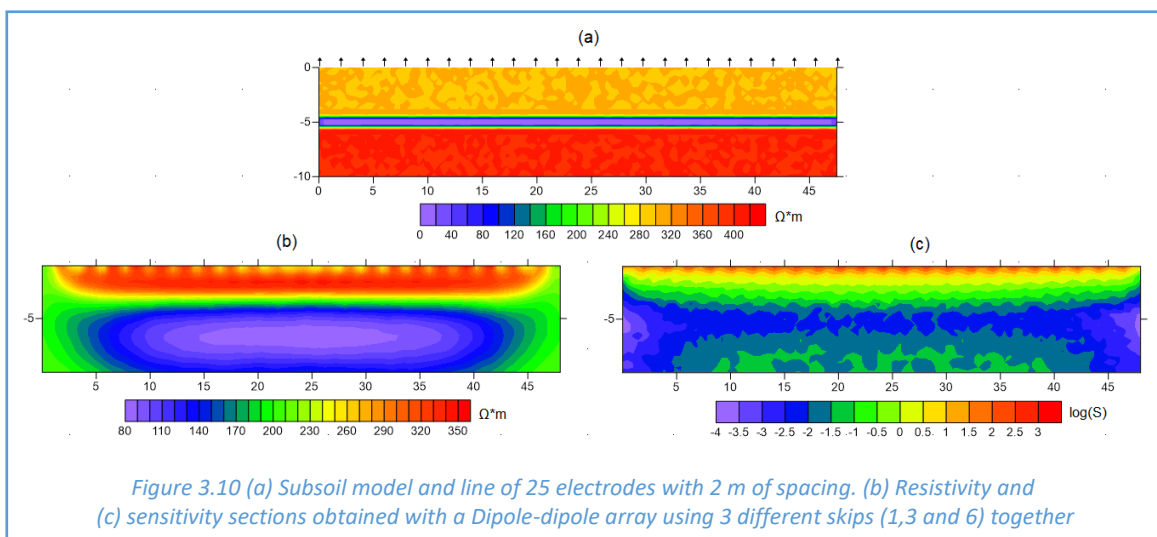 (a)
0
-5
-10
0 5 10 15 20 25 30 35 40 45
0 40 80 120 160 200 240 280 320 360 400
Ω*m
(b)
-5
5 10 15 20 25 30 35 40 45
80 110 140 170 200 230 260 290 320 350
Ω*m
(c)
-5
5 10 15 20 25 30 35 40 45
-4 -3.5 -3 -2.5 -2 -1.5 -1 -0.5 0 0.5 1 1.5 2 2.5 3
log(S)
Figure 3.10 (a) Subsoil model and line of 25 electrodes with 2 m of spacing. (b) Resistivity and
(c) sensitivity sections obtained with a Dipole-dipole array using 3 different skips (1,3 and 6) together